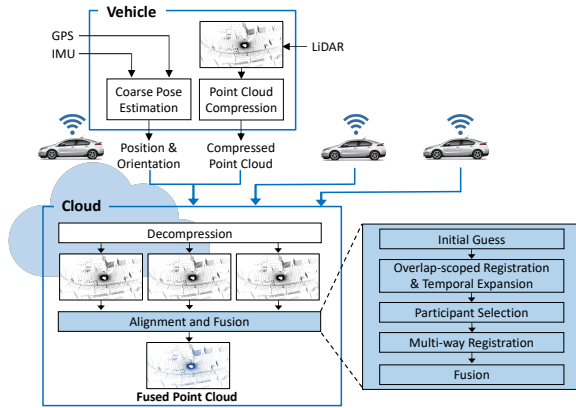 Vehicle
GPS
IMU
LiDAR
Coarse Pose
Estimation
Point Cloud
Compression
Position &
Orientation
Compressed
Point Cloud
Cloud
Decompression
Alignment and Fusion
Fused Point Cloud
Initial Guess
Overlap-scoped Registration
& Temporal Expansion
Participant Selection
Multi-way Registration
Fusion